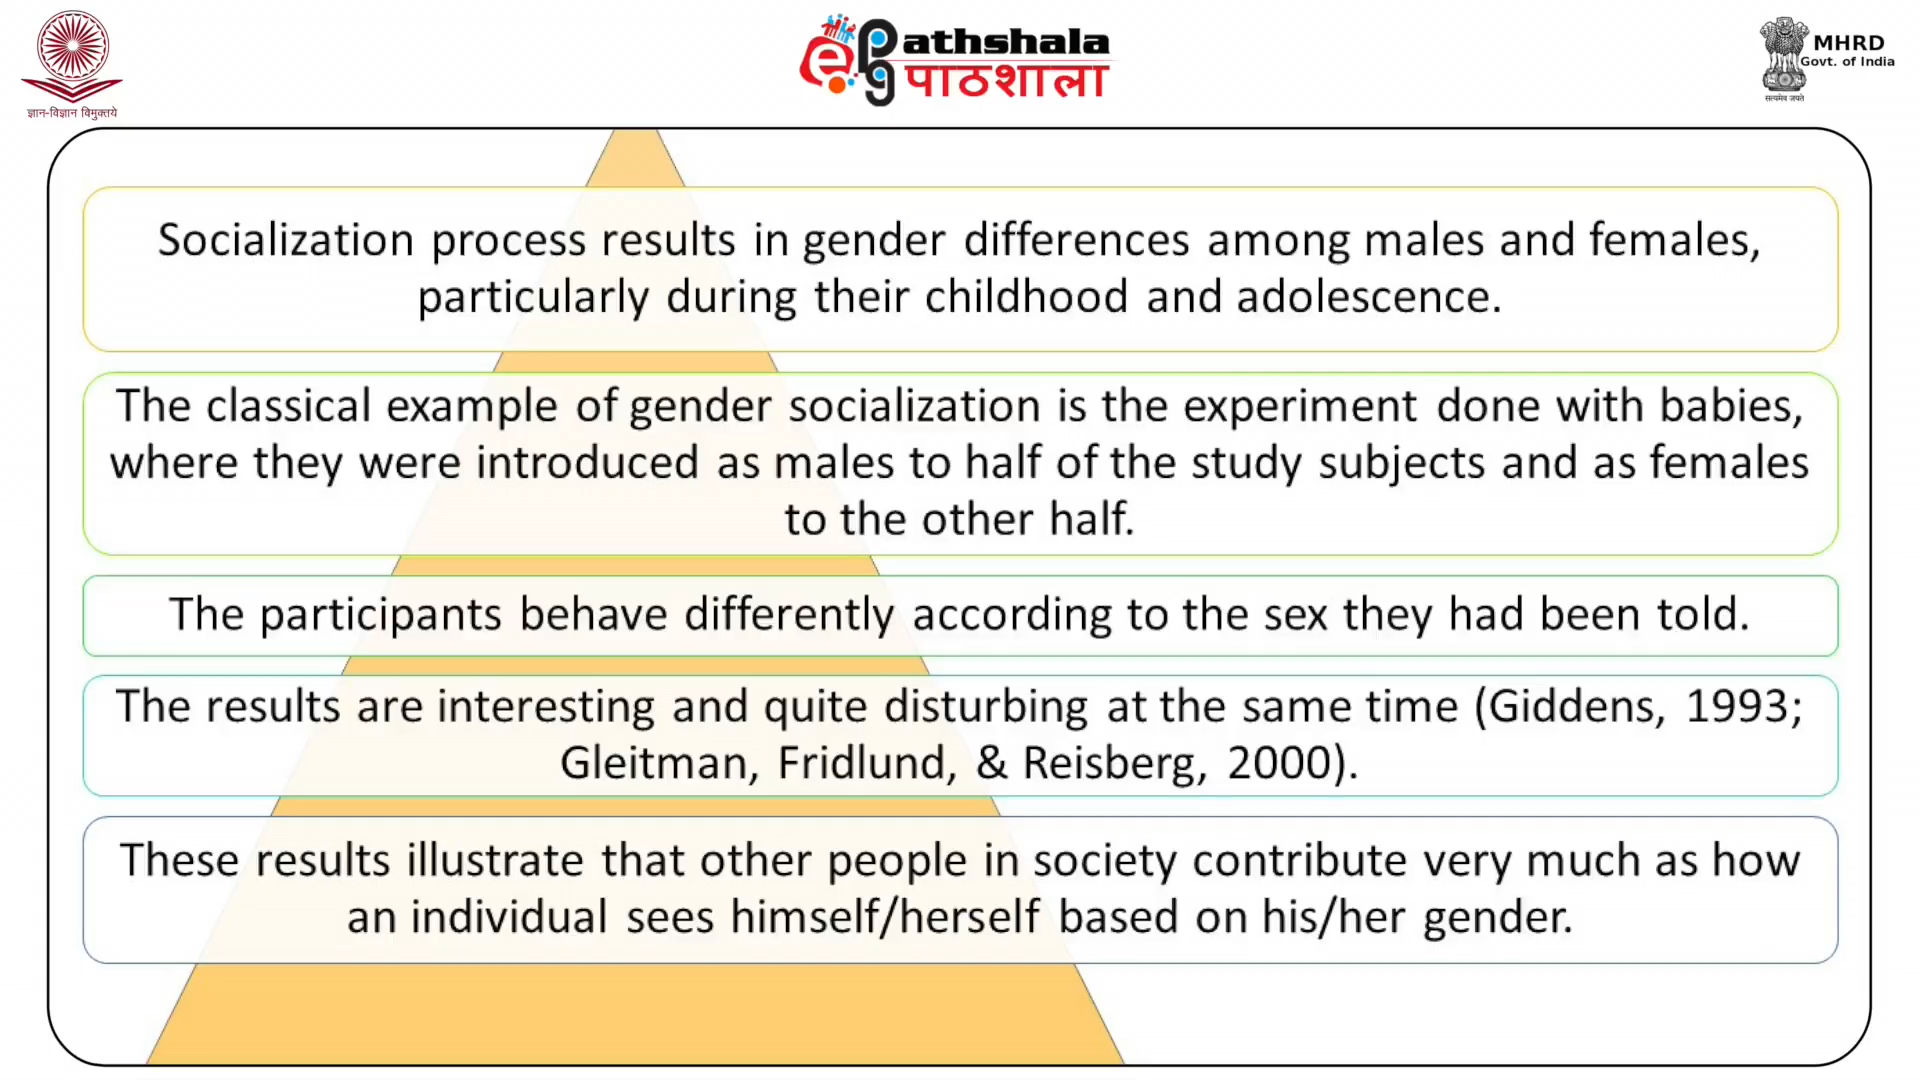 ज्ञान-विज्ञान विमुक्तये
ePG Pathshala
पाठशाला
MHRD
Govt. of India
सत्यमेव जयते
Socialization process results in gender differences among males and females,
particularly during their childhood and adolescence.
The classical example of gender socialization is the experiment done with babies,
where they were introduced as males to half of the study subjects and as females
to the other half.
The participants behave differently according to the sex they had been told.
The results are interesting and quite disturbing at the same time (Giddens, 1993;
Gleitman, Fridlund, & Reisberg, 2000).
These results illustrate that other people in society contribute very much as how
an individual sees himself/herself based on his/her gender.